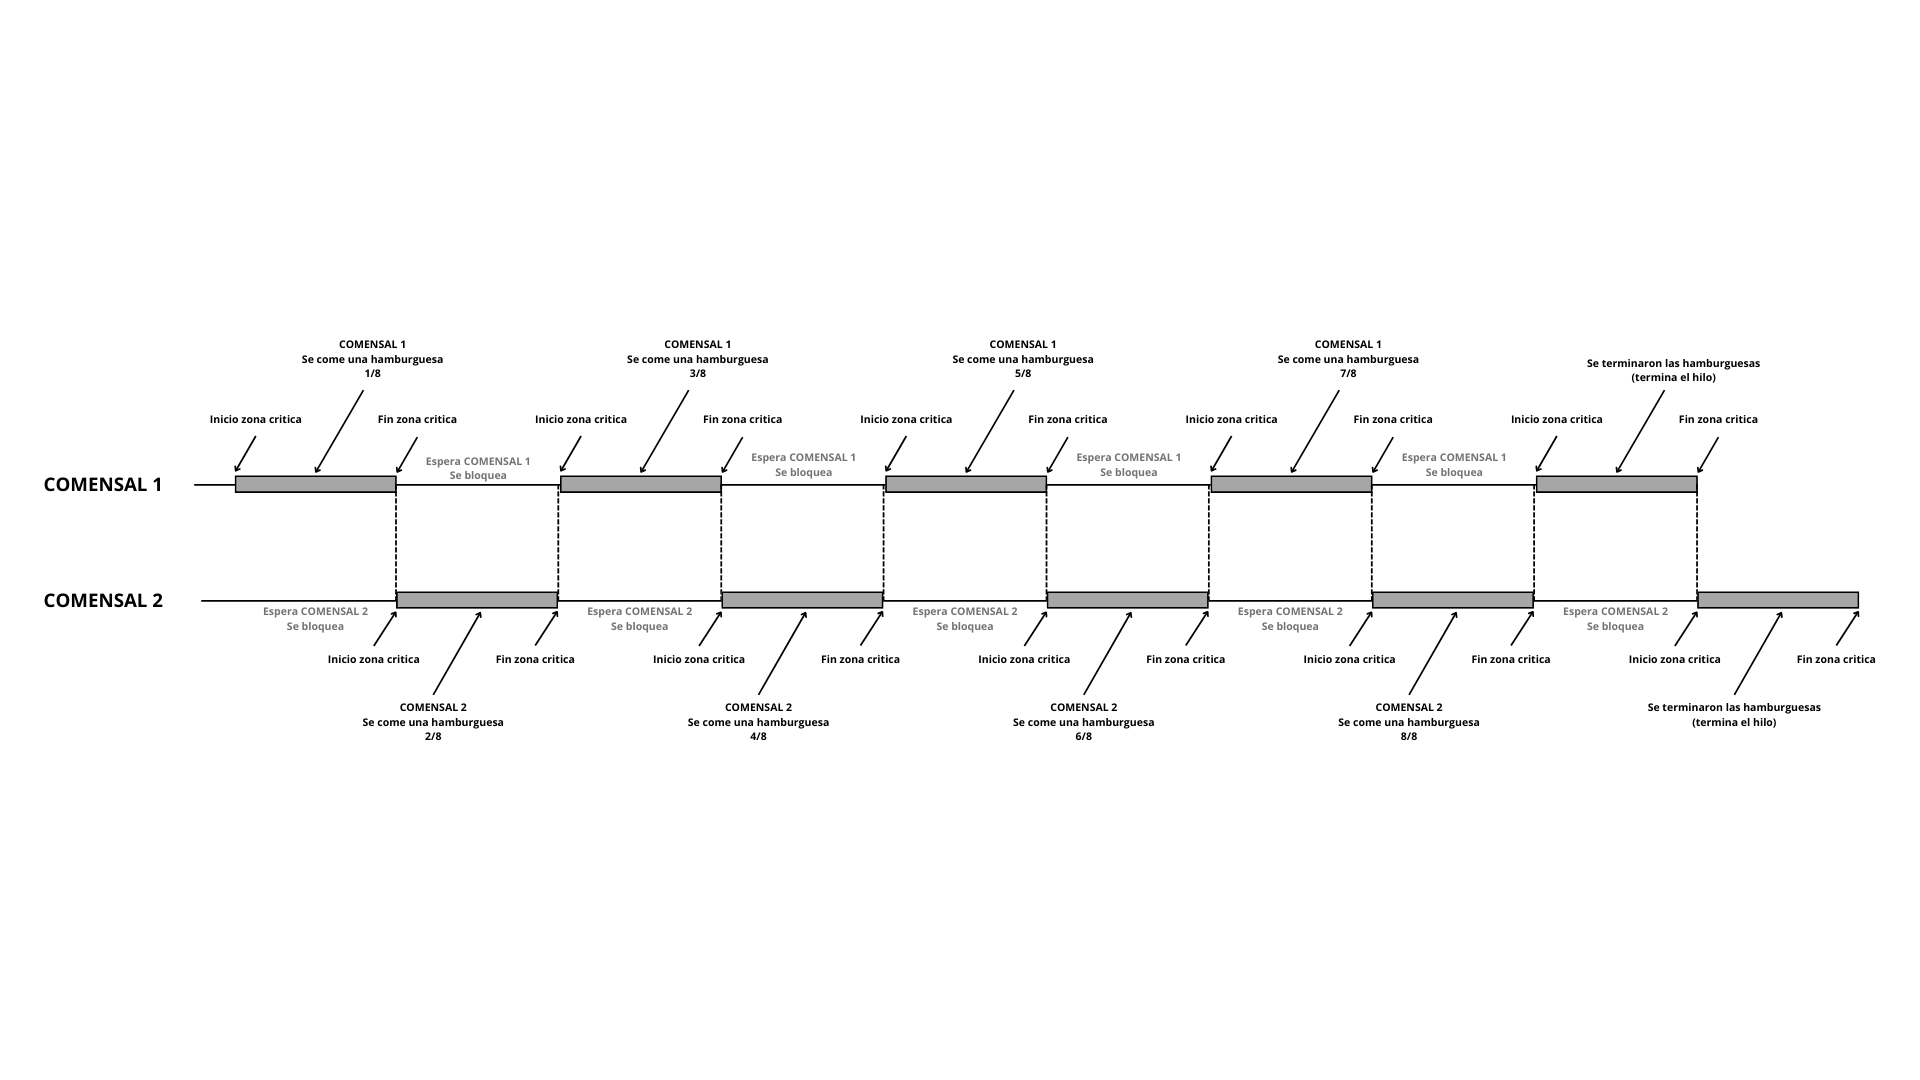 COMENSAL 1
Se come una hamburguesa
1/8
COMENSAL 1
Se come una hamburguesa
3/8
COMENSAL 1
Se come una hamburguesa
5/8
COMENSAL 1
Se come una hamburguesa
7/8
Se terminaron las hamburguesas
(termina el hilo)
Inicio zona critica
Fin zona critica
Inicio zona critica
Fin zona critica
Inicio zona critica
Fin zona critica
Inicio zona critica
Fin zona critica
Inicio zona critica
Fin zona critica
Espera COMENSAL 1
Se bloquea
Espera COMENSAL 1
Se bloquea
Espera COMENSAL 1
Se bloquea
Espera COMENSAL 1
Se bloquea
COMENSAL 1
COMENSAL 2
Espera COMENSAL 2
Se bloquea
Espera COMENSAL 2
Se bloquea
Espera COMENSAL 2
Se bloquea
Espera COMENSAL 2
Se bloquea
Espera COMENSAL 2
Se bloquea
Inicio zona critica
Fin zona critica
Inicio zona critica
Fin zona critica
Inicio zona critica
Fin zona critica
Inicio zona critica
Fin zona critica
Inicio zona critica
Fin zona critica
COMENSAL 2
Se come una hamburguesa
2/8
COMENSAL 2
Se come una hamburguesa
4/8
COMENSAL 2
Se come una hamburguesa
6/8
COMENSAL 2
Se come una hamburguesa
8/8
Se terminaron las hamburguesas
(termina el hilo)